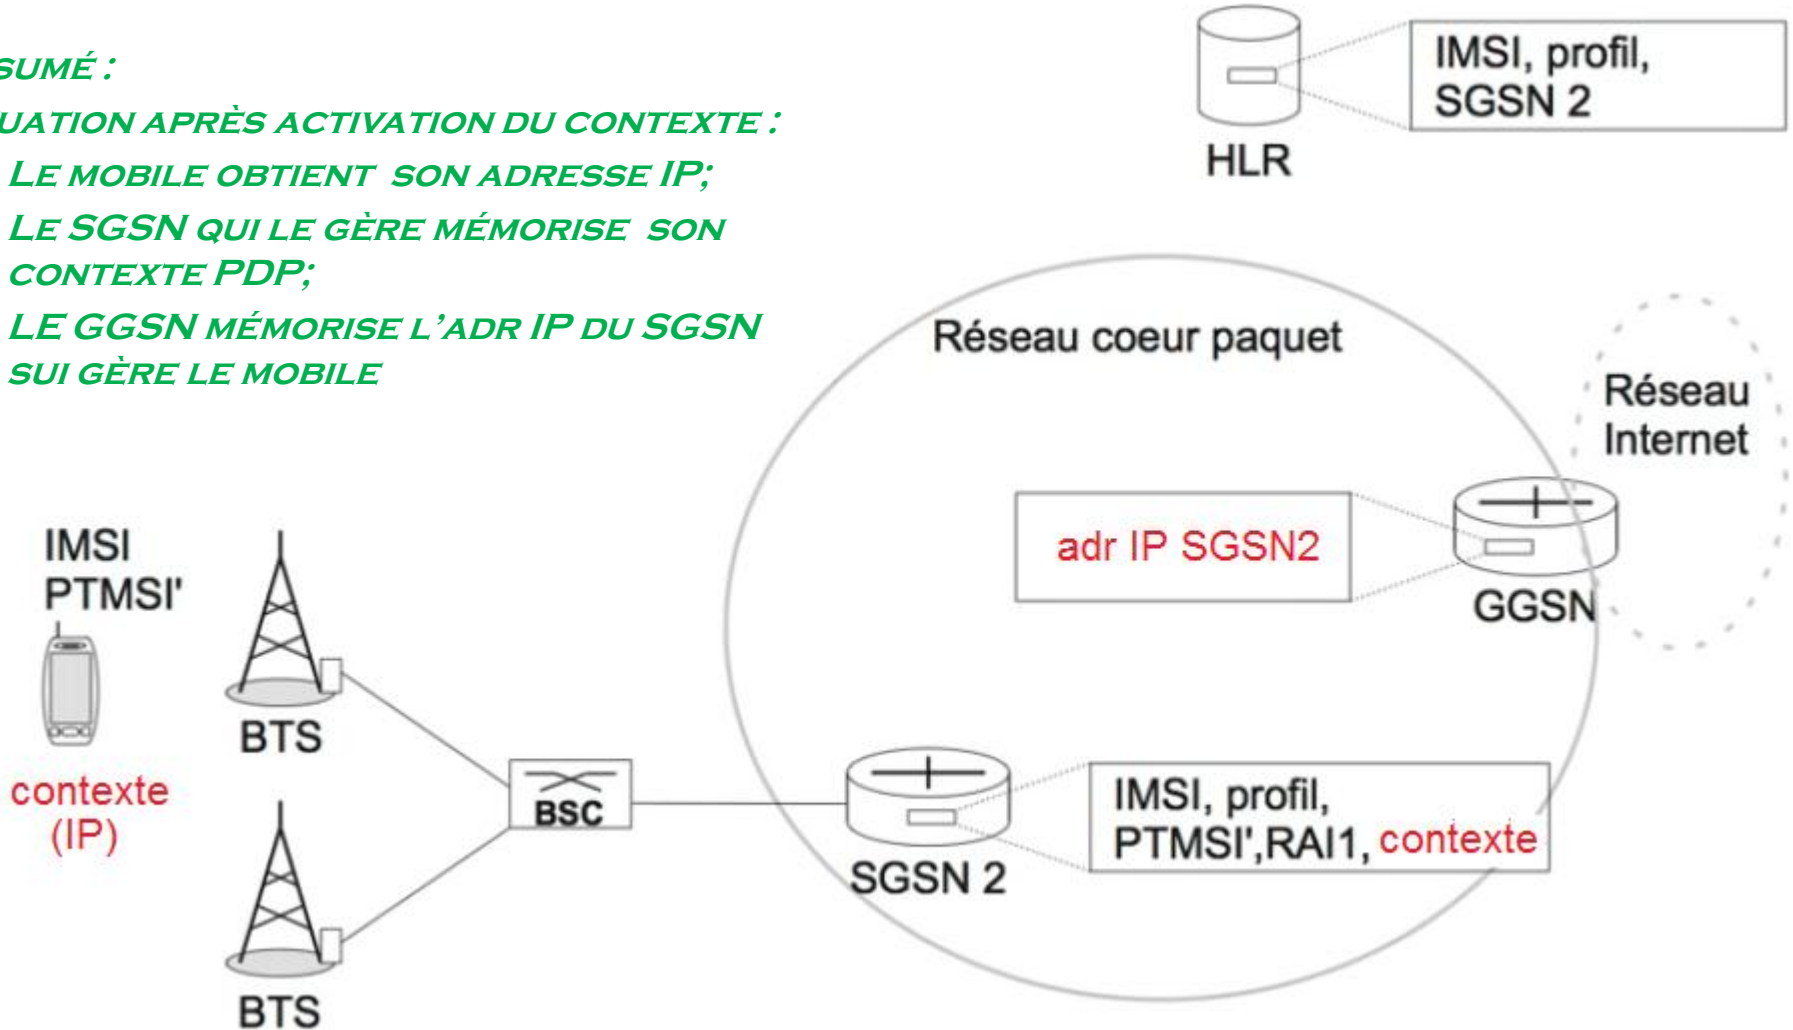 SUMÉ :
UATION APRÈS ACTIVATION DU CONTEXTE :
LE MOBILE OBTIENT SON ADRESSE IP;
LE SGSN QUI LE GÈRE MÉMORISE SON
CONTEXTE PDP;
LE GGSN MÉMORISE L'ADR IP DU SGSN
SUI GÈRE LE MOBILE
IMSI, profil,
SGSN 2
HLR
Réseau coeur paquet
Réseau
Internet
adr IP SGSN2
GGSN
IMSI
PTMSI'
BTS
contexte
(IP)
BSC
IMSI, profil,
PTMSI',RAI1, contexte
SGSN 2
BTS